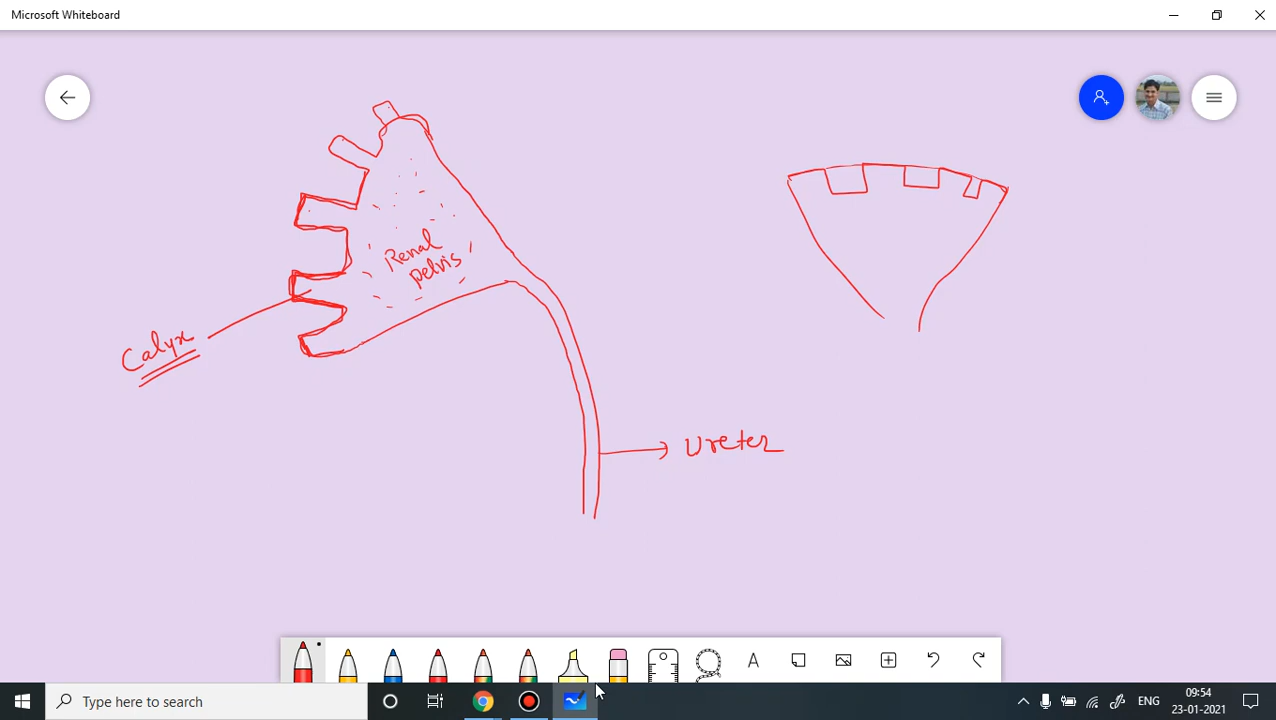 Microsoft Whiteboard
Renal
pelvis
Calyx
Ureter
A
Type here to search
ENG
09:54
23-01-2021